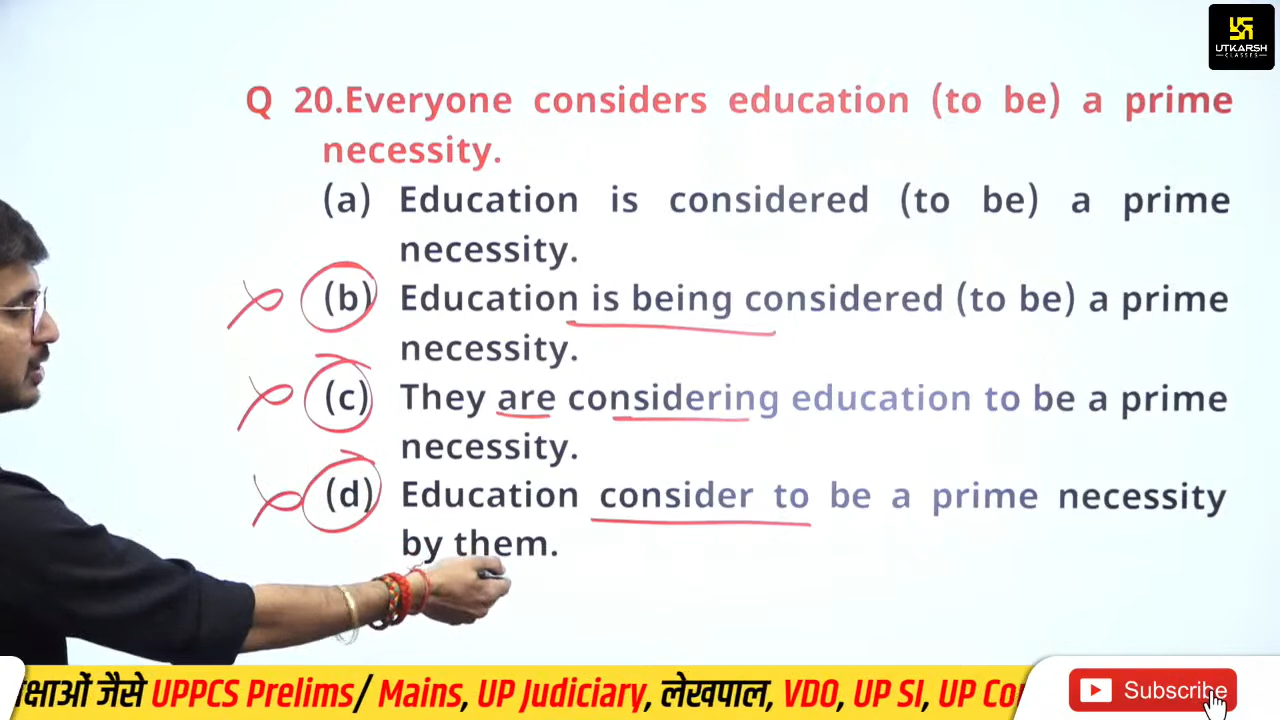 UTKARSH
CLASSES
Q 20.Everyone considers education (to be) a prime
necessity.
(a) Education is considered (to be) a prime
necessity.
(b) Education is being considered (to be) a prime
necessity.
(c) They are considering education to be a prime
necessity.
(d) Education consider to be a prime necessity
by them.
जैसे UPPCS Prelims/ Mains, UP Judiciary, लेखपाल, VDO, UP SI, UP
Subscribe